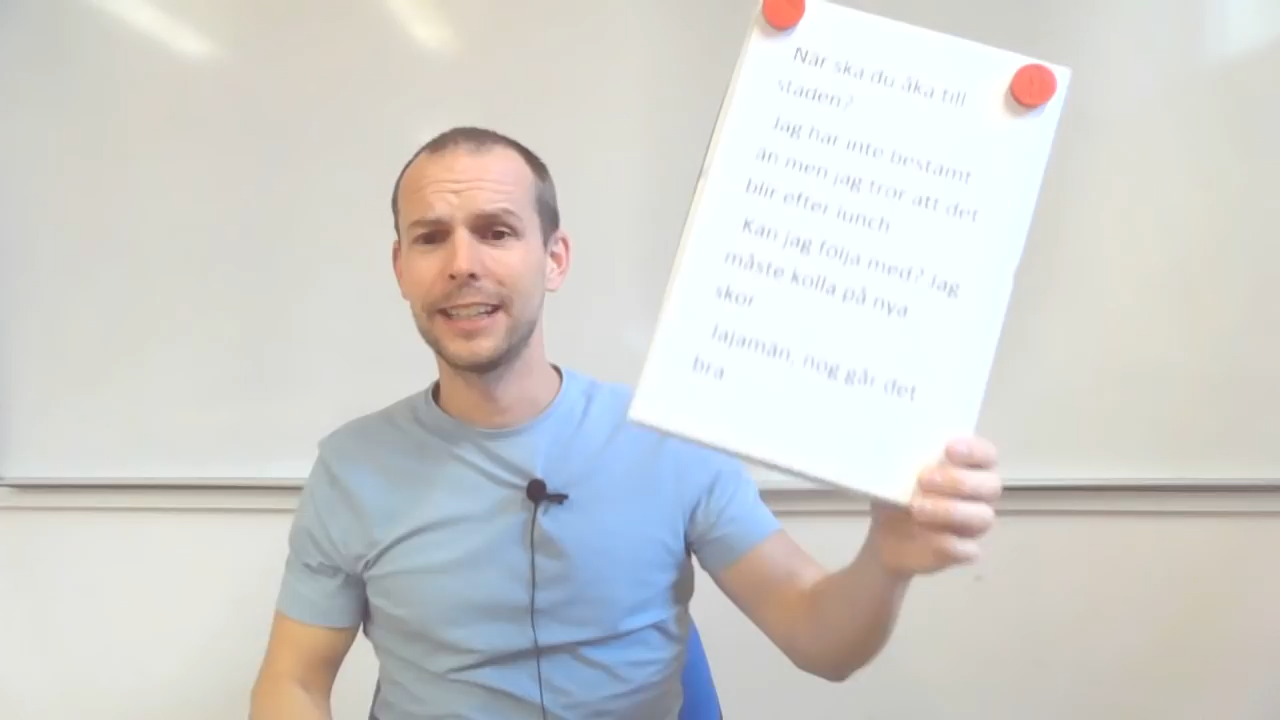 När ska du åka till
staden?
Jag har inte bestämt
än men jag tror att det
blir efter lunch
Kan jag följa med? Jag
måste kolla på nya
skor
Jajamän, nog går det
bra